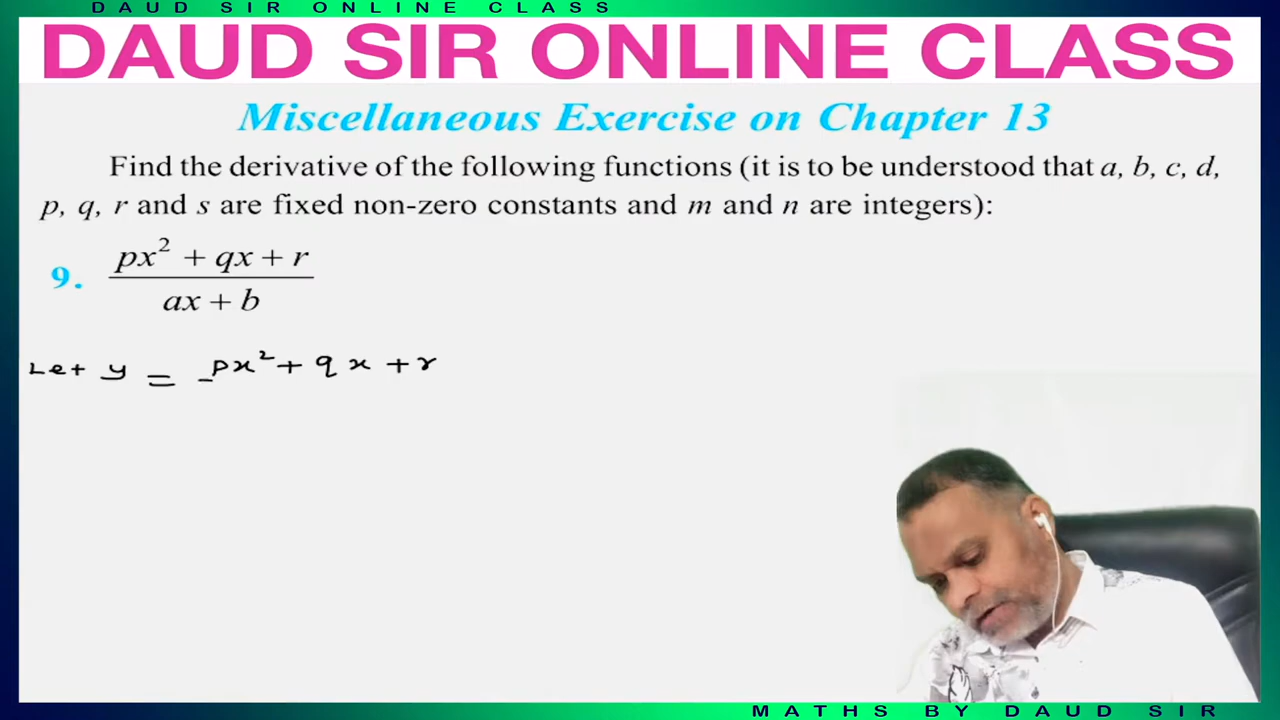 DAUD SIR ONLINE CLASS
DAUD SIR ONLINE CLASS
Miscellaneous Exercise on Chapter 13
Find the derivative of the following functions (it is to be understood that a, b, c, d,
p, q, r and s are fixed non-zero constants and m and n are integers):
px² + qx + r
9.
ax + b
Let y = px² + qx + r
MATHS BY DAUD SIR